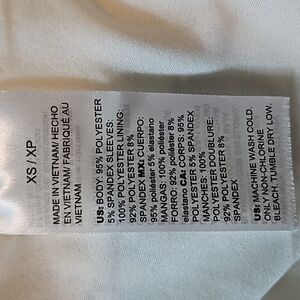 XS / XP
MADE IN VIETNAM/ HECHO
EN VIETNAM/ FABRIQUÉ AU
VIETNAM
US: BODY: 95% POLYESTER
5% SPANDEX SLEEVES:
100% POLYESTER LINING:
92% POLYESTER 8%
SPANDEX MX: CUERPO:
95% poliéster 5% elastano
MANGAS: 100% poliéster
FORRO: 92% poliéster 8%
elastano CA: CORPS: 95%
POLYESTER 5% SPANDEX
MANCHES: 100%
POLYESTER DOUBLURE:
92% POLYESTER 8%
SPANDEX
US: MACHINE WASH COLD.
ONLY NON-CHLORINE
BLEACH. TUMBLE DRY LOW.